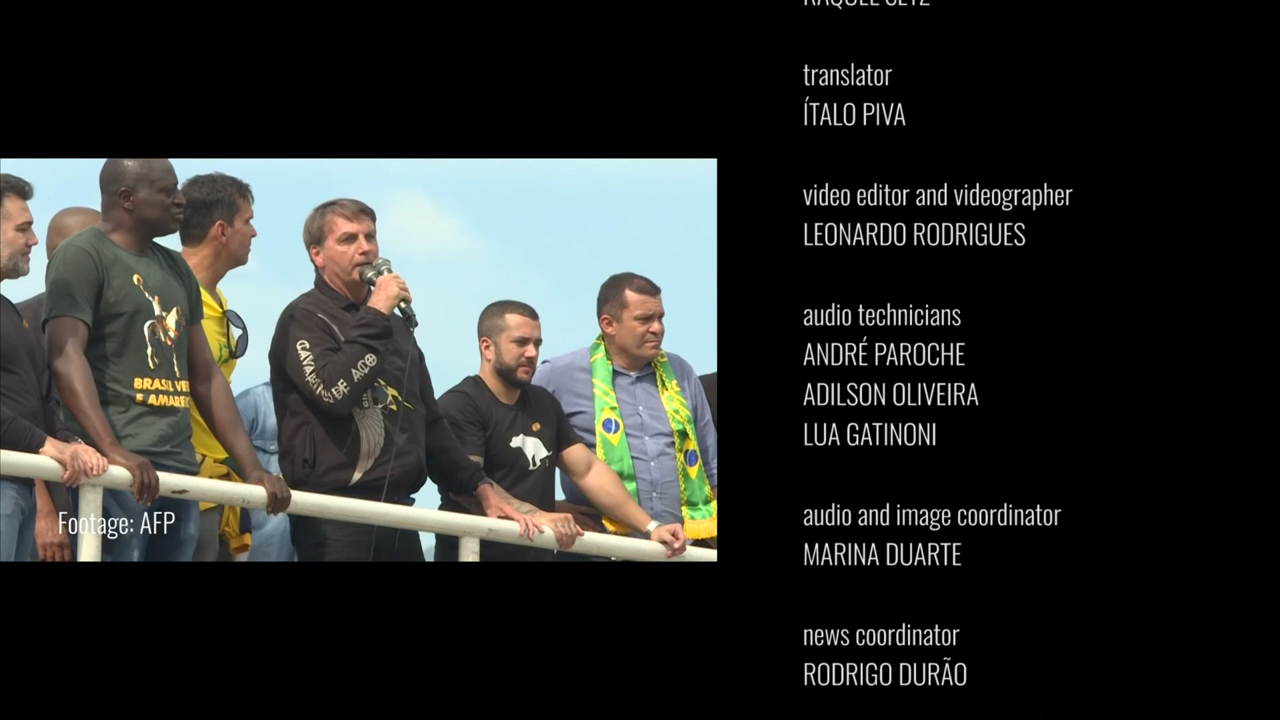 translator
ÍTALO PIVA
video editor and videographer
LEONARDO RODRIGUES
audio technicians
ANDRÉ PAROCHE
ADILSON OLIVEIRA
LUA GATINONI
audio and image coordinator
MARINA DUARTE
news coordinator
RODRIGO DURÃO
DE AÇO
BRASIL
E
Footage: AFP